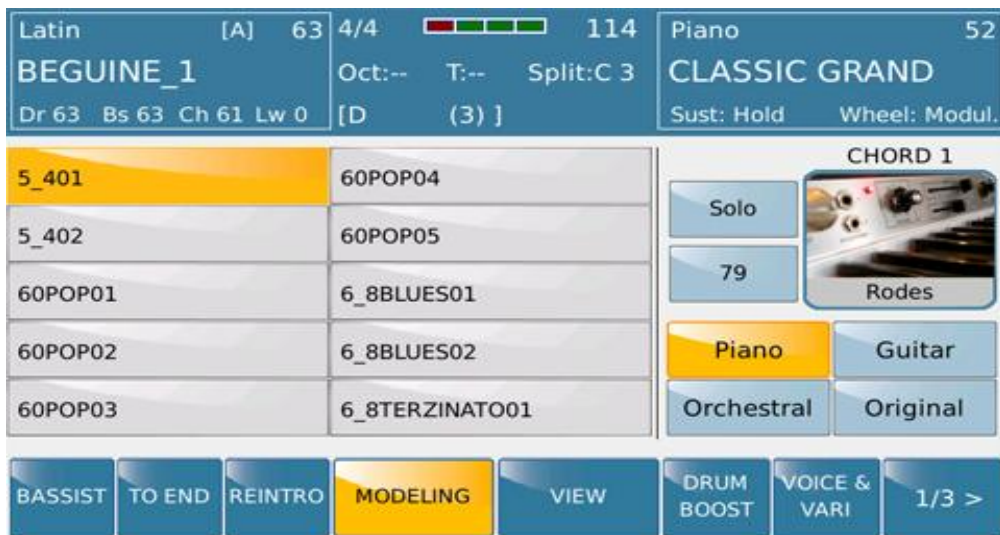 Latin [A] 63
BEGUINE_1
Dr 63 Bs 63 Ch 61 Lw 0
4/4 114
Oct:-- T:-- Split:C 3
[D (3) ]
Piano 52
CLASSIC GRAND
Sust: Hold Wheel: Modul.
5_401
5_402
60POP01
60POP02
60POP03
60POP04
60POP05
6_8BLUES01
6_8BLUES02
6_8TERZINATO01
CHORD 1
Solo
79
Rodes
Piano Guitar
Orchestral Original
BASSIST TO END REINTRO MODELING VIEW
DRUM
BOOST
VOICE &
VARI
1/3 >